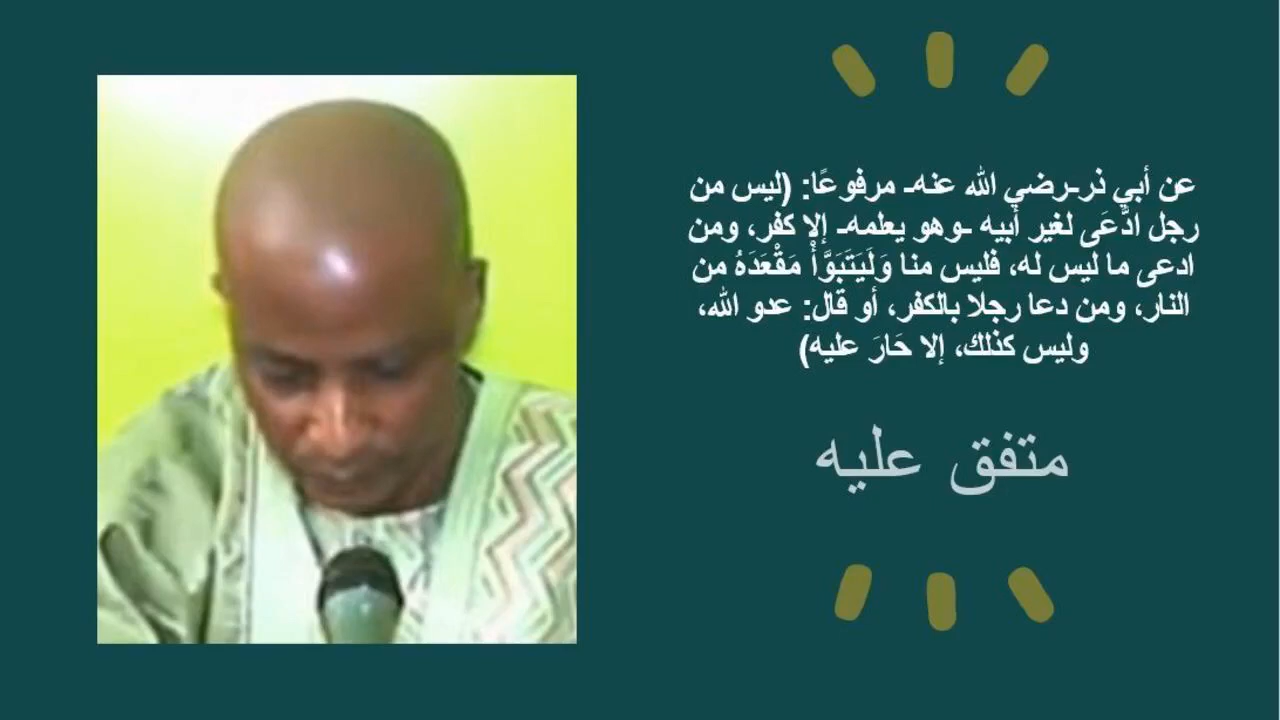 عن أبي ذر-رضي الله عنه- مرفوعًا: (ليس من
رجل ادَّعَى لغير أبيه -وهو يعلمه- إلا كفر، ومن
ادعى ما ليس له، فليس منا وَلَيَتَبَوَّأْ مَقْعَدَهُ من
النار، ومن دعا رجلا بالكفر، أو قال: عدو الله،
وليس كذلك، إلا حَارَ عليه)
متفق عليه